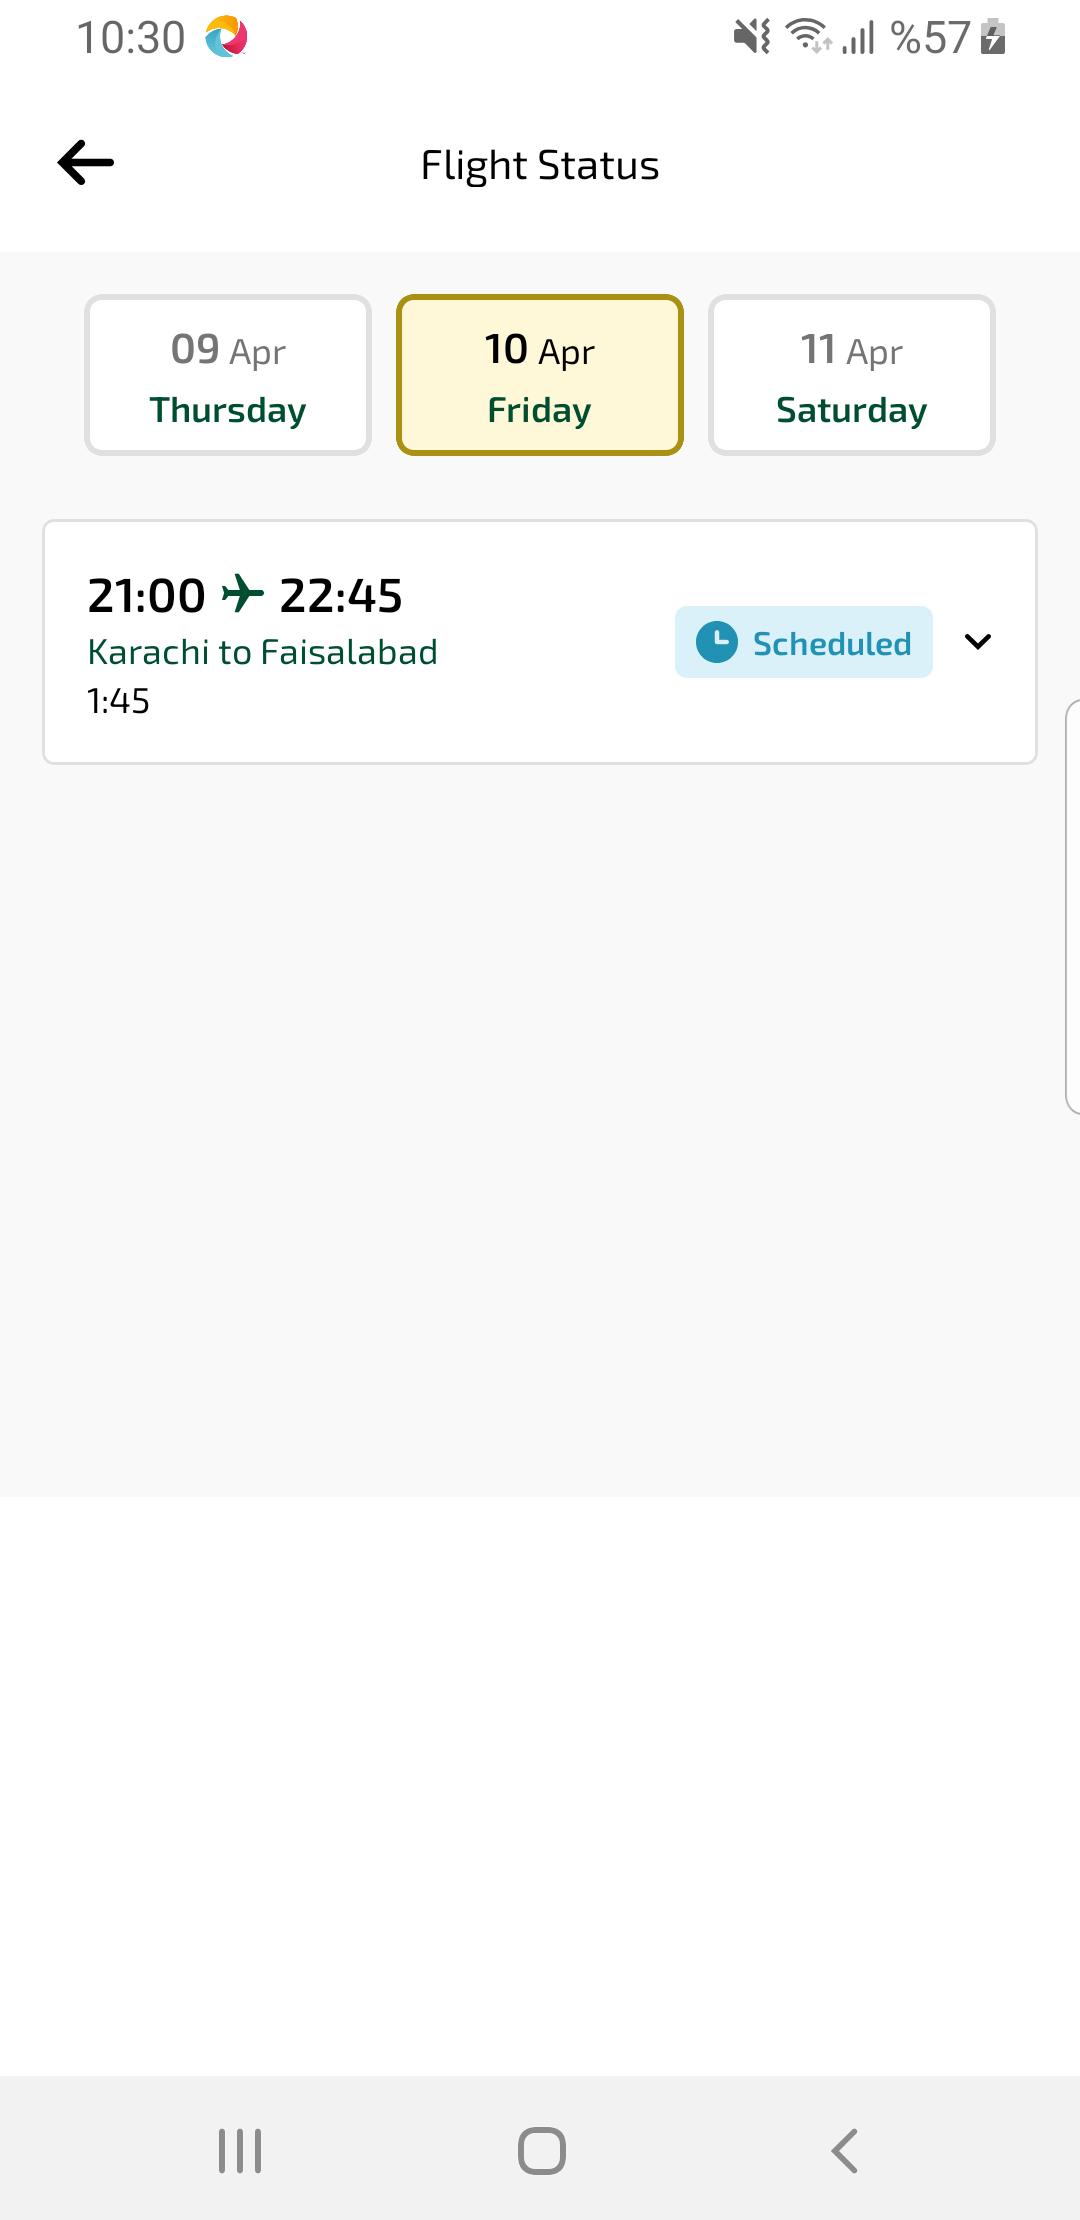 10:30 %57
Flight Status
09 Apr
Thursday
10 Apr
Friday
11 Apr
Saturday
21:00 22:45
Karachi to Faisalabad
1:45
Scheduled